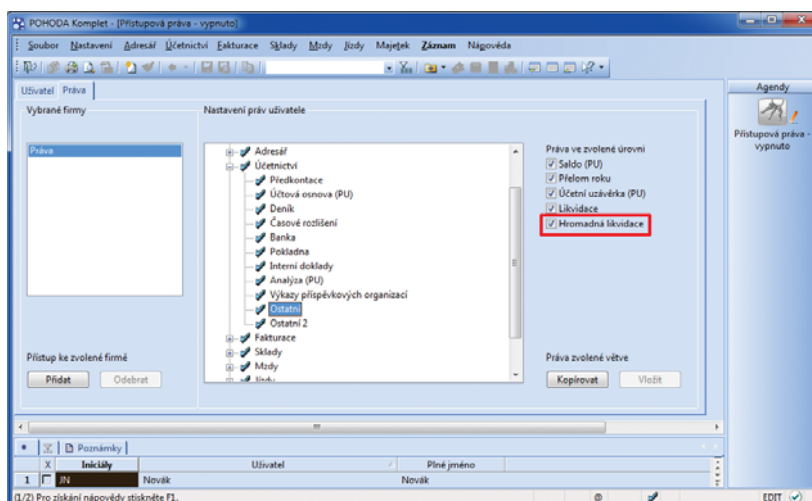 POHODA Komplet - [Přístupová práva - vypnuto]
Soubor Nastavení Adresář Účetnictví Fakturace Sklady Mzdy Jízdy Majetek Záznam Nápověda
Uživatel Práva
Agendy
Přístupová práva - vypnuto
Vybrané firmy
Práva
Nastavení práv uživatele
Adresář
Účetnictví
Předkontace
Účtová osnova (PU)
Deník
Časové rozlišení
Banka
Pokladna
Interní doklady
Analýza (PU)
Výkazy příspěvkových organizací
Ostatní
Ostatní 2
Fakturace
Sklady
Mzdy
Jízdy
Práva ve zvolené úrovni
Saldo (PU)
Přelom roku
Účetní uzávěrka (PU)
Likvidace
Hromadná likvidace
Přístup ke zvolené firmě
Přidat Odebrat
Práva zvolené větve
Kopírovat Vložit
Poznámky
X Iniciály Uživatel Plné jméno
1 JN Novák Novák
(1/2) Pro získání nápovědy stiskněte F1. @ EDIT